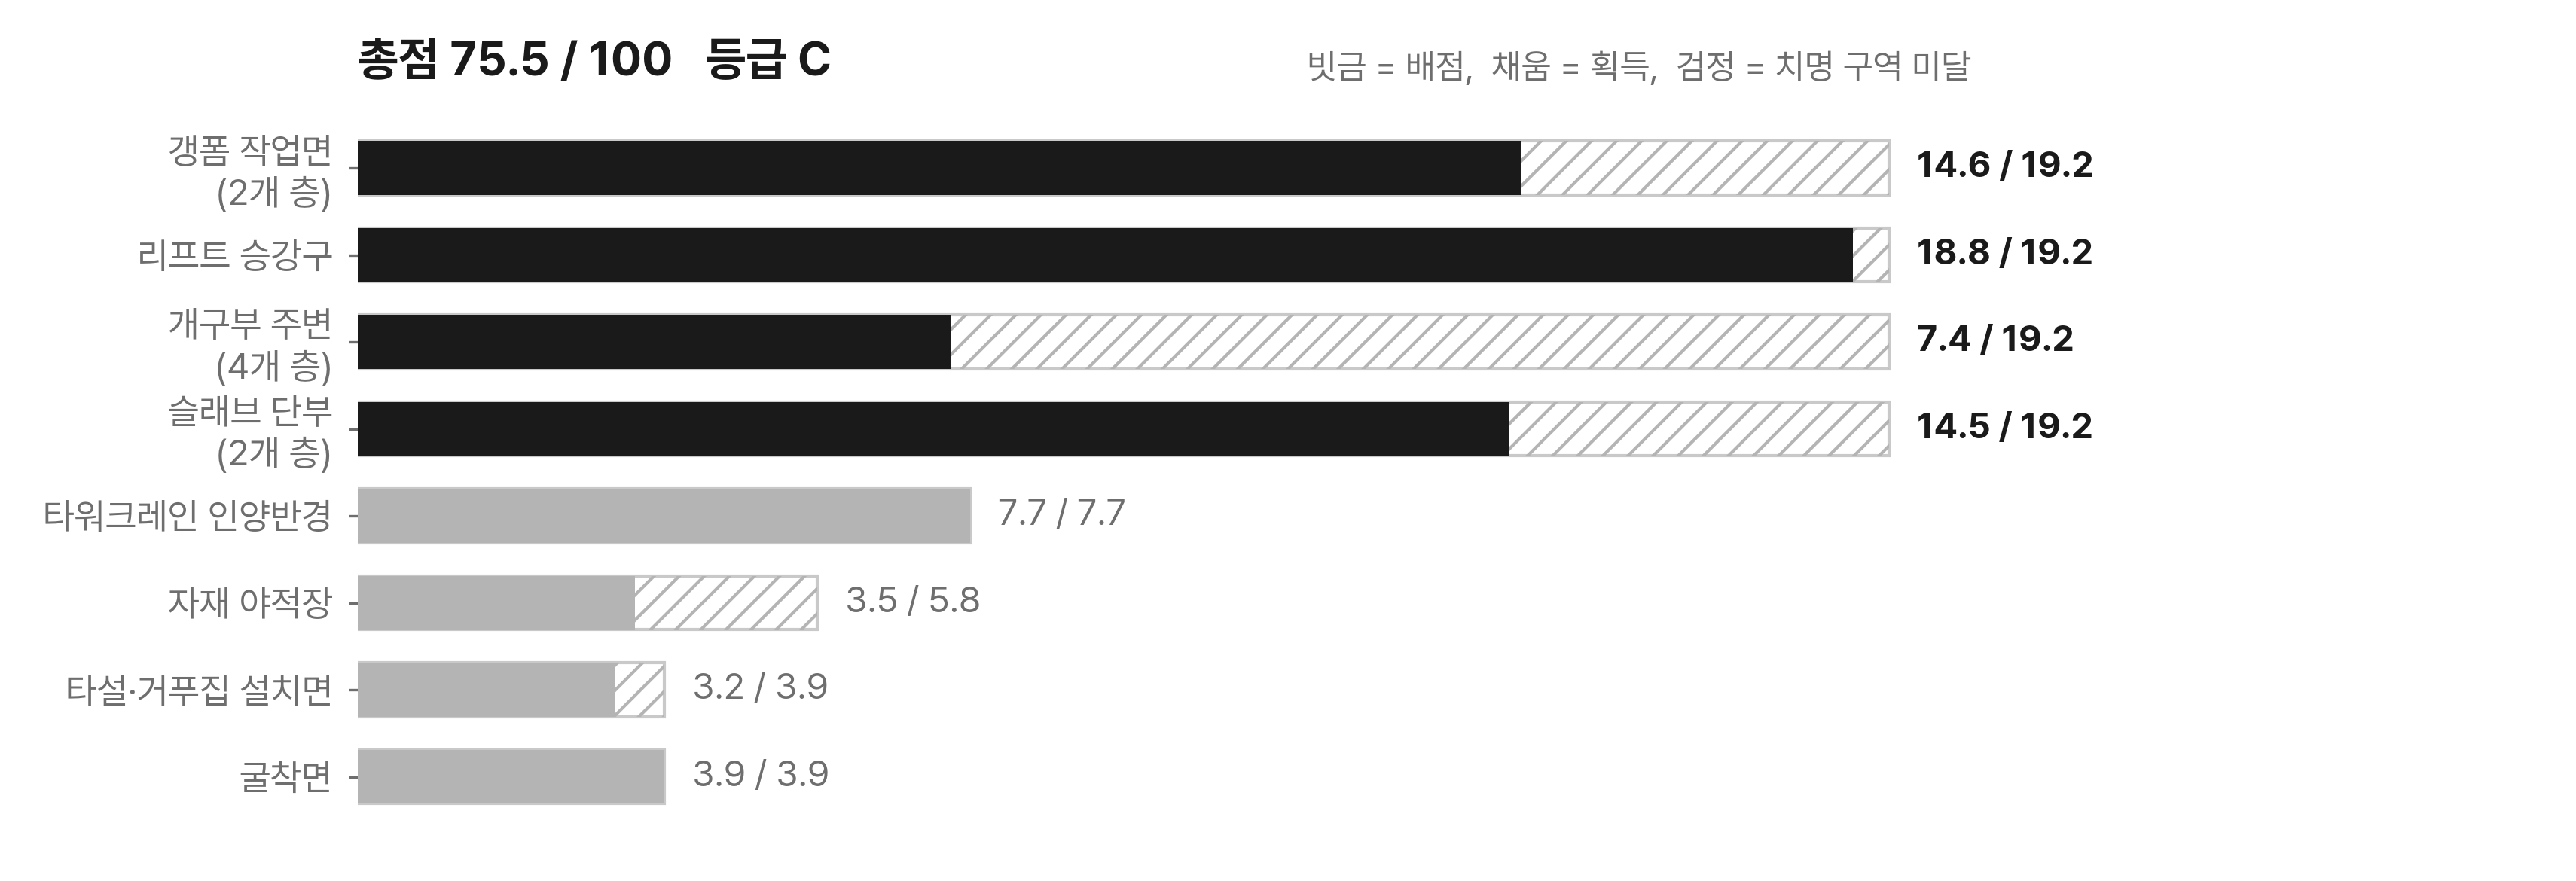 총점 75.5 / 100 등급 C
빗금 = 배점, 채움 = 획득, 검정 = 치명 구역 미달
갱폼 작업면
(2개 층)
14.6 / 19.2
리프트 승강구
18.8 / 19.2
개구부 주변
(4개 층)
7.4 / 19.2
슬래브 단부
(2개 층)
14.5 / 19.2
타워크레인 인양반경
7.7 / 7.7
자재 야적장
3.5 / 5.8
타설·거푸집 설치면
3.2 / 3.9
굴착면
3.9 / 3.9